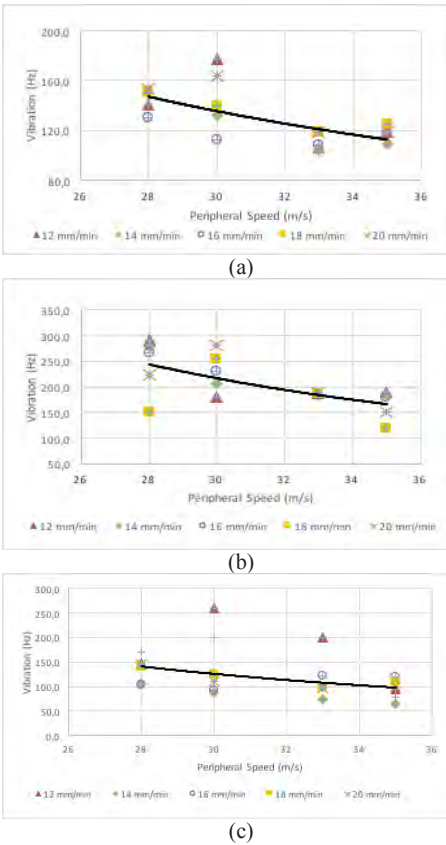 200,0
160,0
120,0
80,0
Vibration (Hz)
26 28 30 32 34 36
Peripheral Speed (m/s)
12 mm/min 14 mm/min 16 mm/min 18 mm/min 20 mm/min
(a)
350,0
300,0
250,0
200,0
150,0
100,0
50,0
Vibration (Hz)
26 28 30 32 34 36
Peripheral Speed (m/s)
12 mm/min 14 mm/min 16 mm/min 18 mm/min 20 mm/min
(b)
300,0
250,0
200,0
150,0
100,0
50,0
0,0
Vibration (Hz)
26 28 30 32 34 36
Peripheral Speed (m/s)
12 mm/min 14 mm/min 16 mm/min 18 mm/min 20 mm/min
(c)